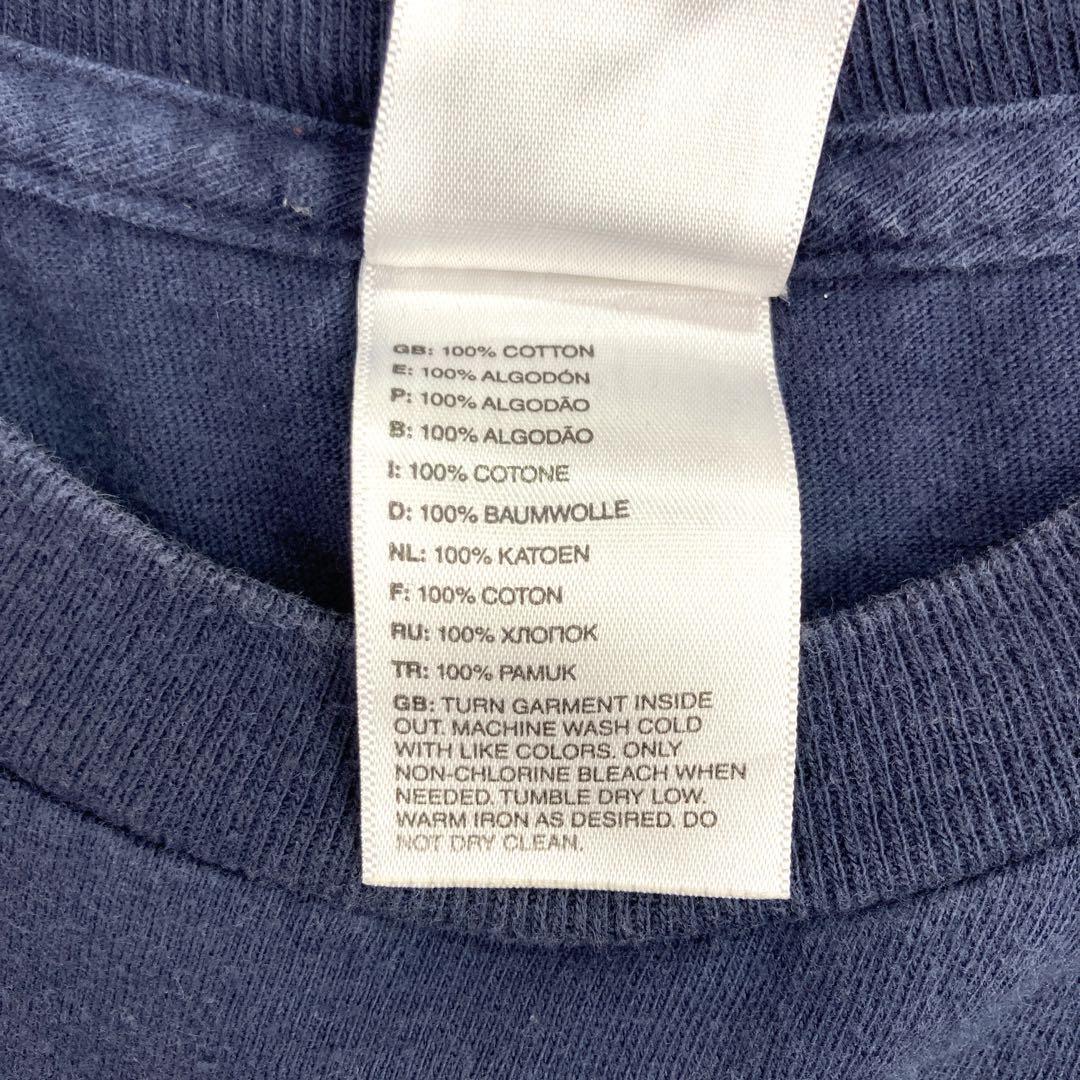 GB: 100% COTTON
E: 100% ALGODÓN
P: 100% ALGODÃO
B: 100% ALGODÃO
I: 100% COTONE
D: 100% BAUMWOLLE
NL: 100% KATOEN
F: 100% COTON
RU: 100% ХЛОПОК
TR: 100% PAMUK
GB: TURN GARMENT INSIDE
OUT. MACHINE WASH COLD
WITH LIKE COLORS. ONLY
NON-CHLORINE BLEACH WHEN
NEEDED. TUMBLE DRY LOW.
WARM IRON AS DESIRED. DO
NOT DRY CLEAN.